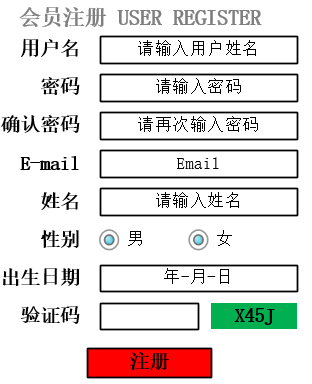 会员注册 USER REGISTER
用户名 请输入用户姓名
密码 请输入密码
确认密码 请再次输入密码
E-mail Email
姓名 请输入姓名
性别 男 女
出生日期 年-月-日
验证码 X45J
注册